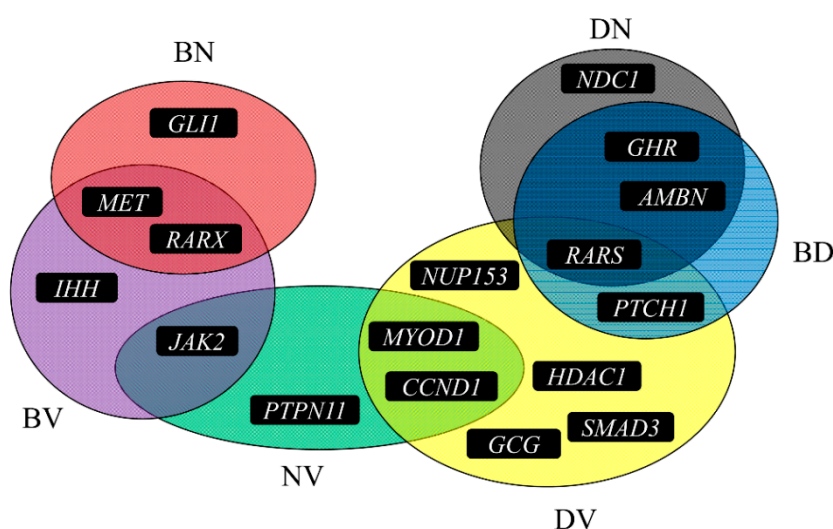 BN
GLI1
MET
RARX
IHH
JAK2
BV
PTPN11
NV
DN
NDC1
GHR
AMBN
BD
RARS
PTCH1
NUP153
MYOD1
CCND1
HDAC1
SMAD3
GCG
DV